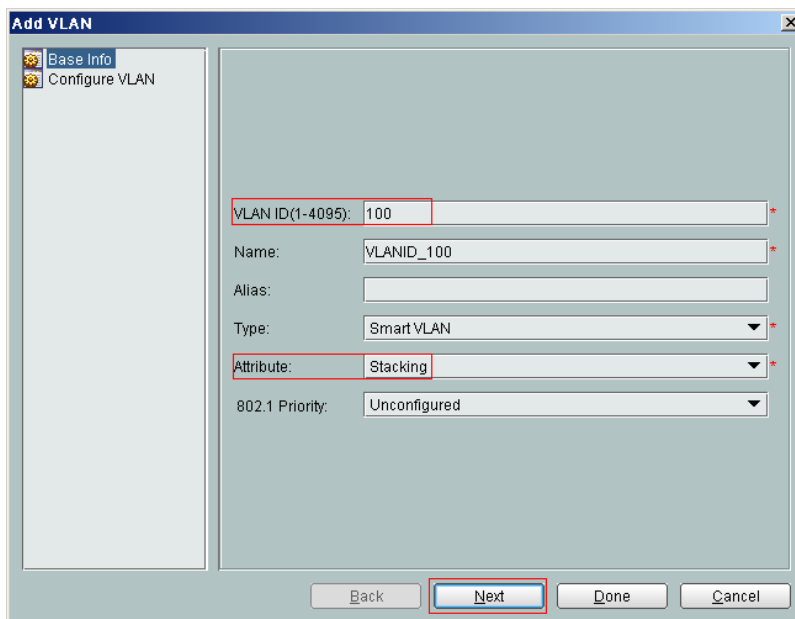 Add VLAN
Base Info
Configure VLAN
VLAN ID(1-4095): 100 *
Name: VLANID_100 *
Alias:
Type: Smart VLAN *
Attribute: Stacking *
802.1 Priority: Unconfigured
Back Next Done Cancel